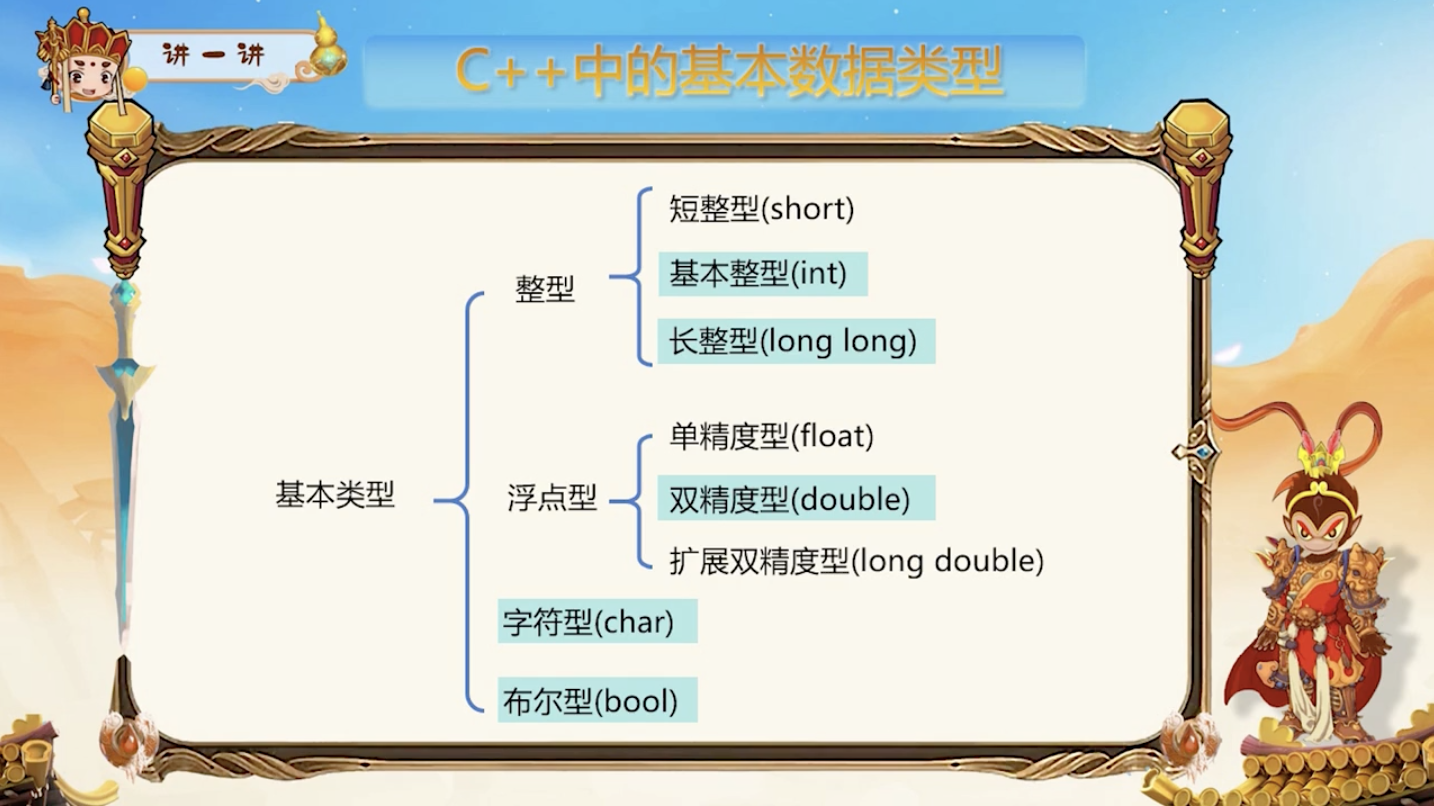 讲一讲
C++中的基本数据类型
短整型(short)
整型
基本整型(int)
长整型(long long)
单精度型(float)
基本类型
浮点型
双精度型(double)
扩展双精度型(long double)
字符型(char)
布尔型(bool)